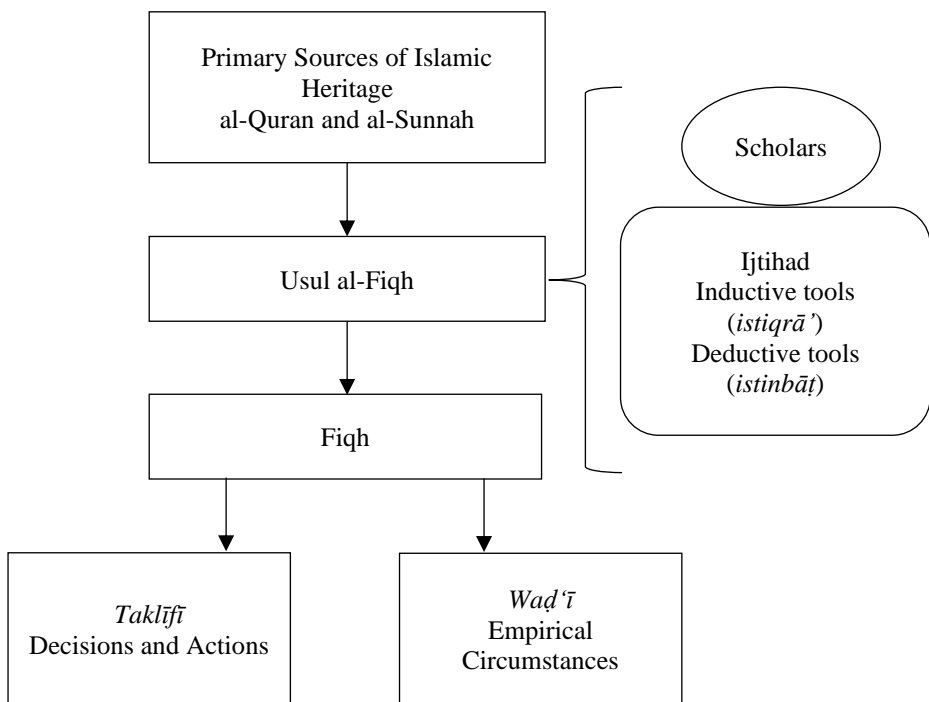 Primary Sources of Islamic
Heritage
al-Quran and al-Sunnah
Scholars
Usul al-Fiqh
Ijtihad
Inductive tools
(istiqrā’)
Deductive tools
(istinbāṭ)
Fiqh
Taklīfī
Decisions and Actions
Waḍ‘ī
Empirical
Circumstances